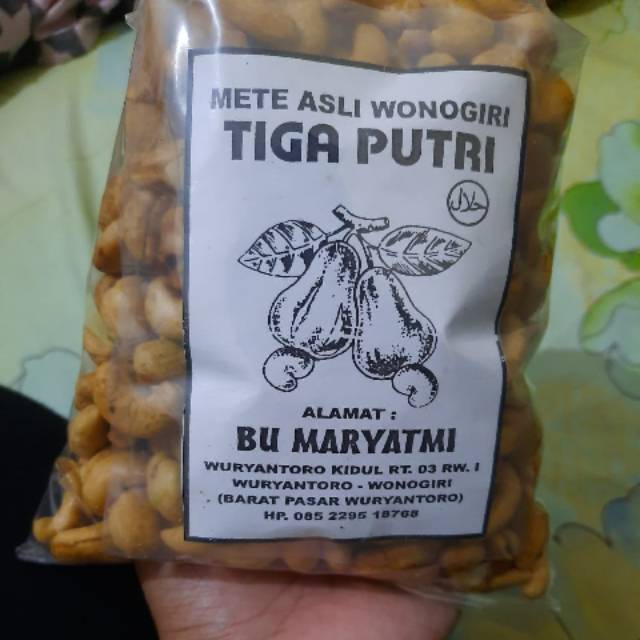 METE ASLI WONOGIRI
TIGA PUTRI
حلال
ALAMAT :
BU MARYATMI
WURYANTORO KIDUL RT. 03 RW. I
WURYANTORO - WONOGIRI
(BARAT PASAR WURYANTORO)
HP. 085 2295 18768